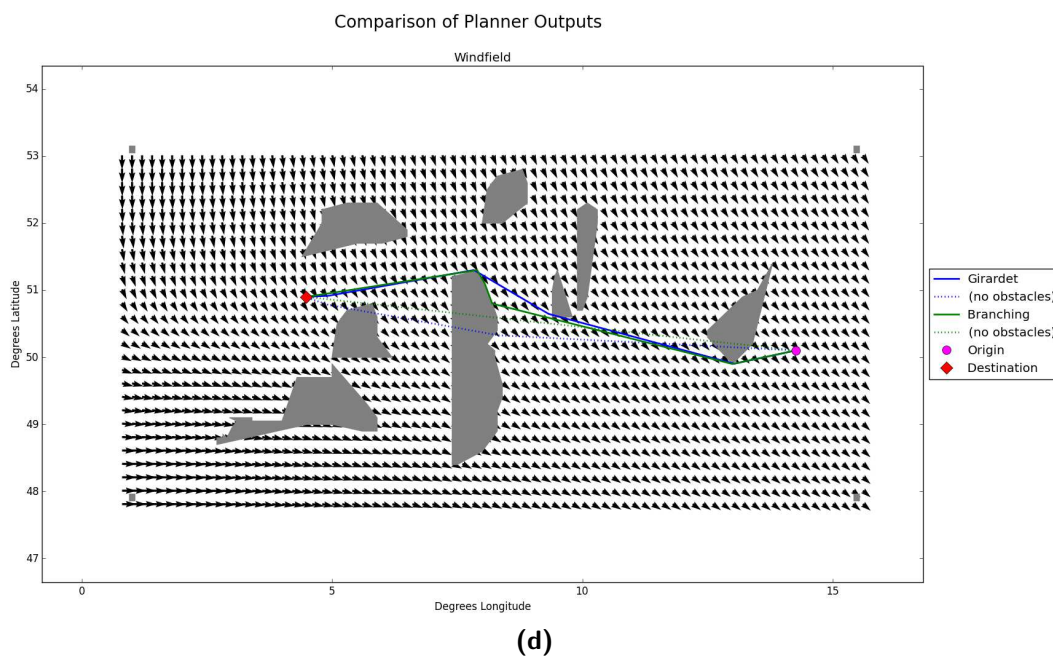 Comparison of Planner Outputs
Windfield
54
53
52
51
50
49
48
47
Degrees Latitude
0
5
10
15
Degrees Longitude
Girardet
(no obstacles)
Branching
(no obstacles)
Origin
Destination
(d)